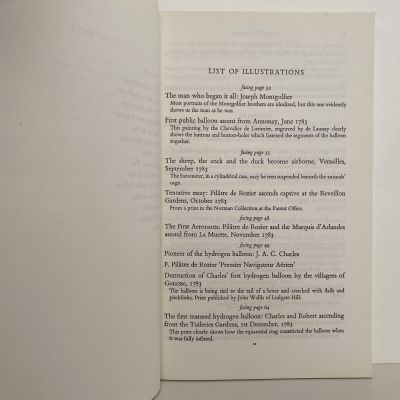 LIST OF ILLUSTRATIONS
facing page 32
The man who began it all: Joseph Montgolfier
Most portraits of the Montgolfier brothers are idealized, but this one evidently
shows us the man as he was.
First public balloon ascent from Annonay, June 1783
This painting by the Chevalier de Lorimier, engraved by de Launay clearly
shows the buttons and button-holes which fastened the segments of the balloon
together.
facing page 33
The sheep, the cock and the duck become airborne, Versailles,
September 1783
The barometer, in a cylindrical case, may be seen suspended beneath the animals'
cage.
Tentative essay: Pilâtre de Rozier ascends captive at the Reveillon
Gardens, October 1783
From a print in the Norman Collection at the Patent Office.
facing page 48
The First Aeronauts: Pilâtre de Rozier and the Marquis d'Arlandes
ascend from La Muette, November 1783
facing page 49
Pioneer of the hydrogen balloon: J. A. C. Charles
F. Pilâtre de Rozier 'Premier Navigateur Aérien'
Destruction of Charles' first hydrogen balloon by the villagers of
Gonesse, 1783
The balloon is being tied to the tail of a horse and attacked with flails and
pitchforks. Print published by John Wallis of Ludgate Hill.
facing page 64
The first manned hydrogen balloon: Charles and Robert ascending
from the Tuileries Gardens, 1st December, 1783
This print clearly shows how the equatorial ring constricted the balloon when
it was fully inflated.
11